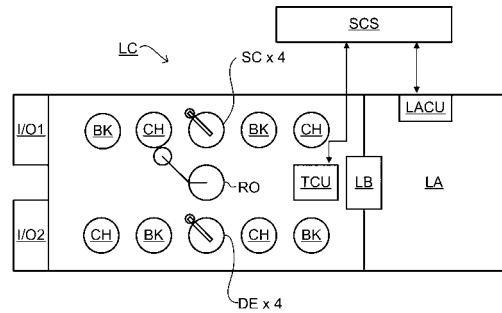 SCS
LC
SC x 4
LACU
I/O1
BK
CH
BK
CH
RO
TCU
LB
LA
I/O2
CH
BK
CH
BK
DE x 4